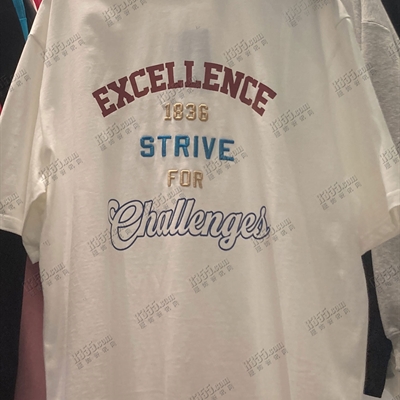 EXCELLENCE
1836
STRIVE
FOR
Challenges